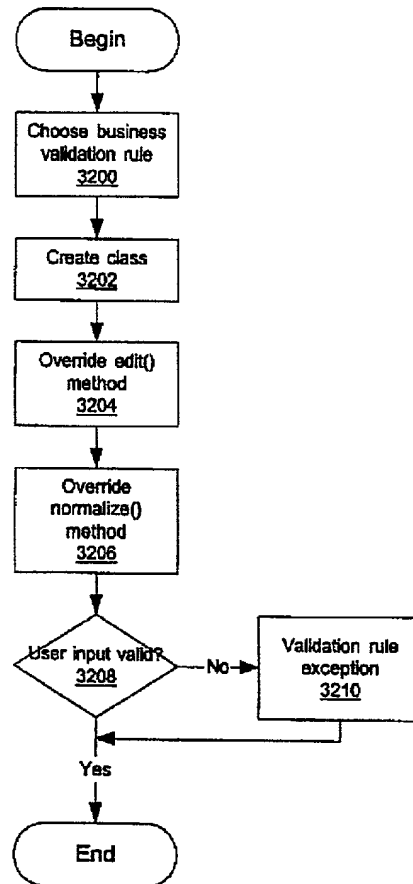 Begin
Choose business
validation rule
3200
Create class
3202
Override edit()
method
3204
Override
normalize()
method
3206
User input valid?
3208
No
Validation rule
exception
3210
Yes
End